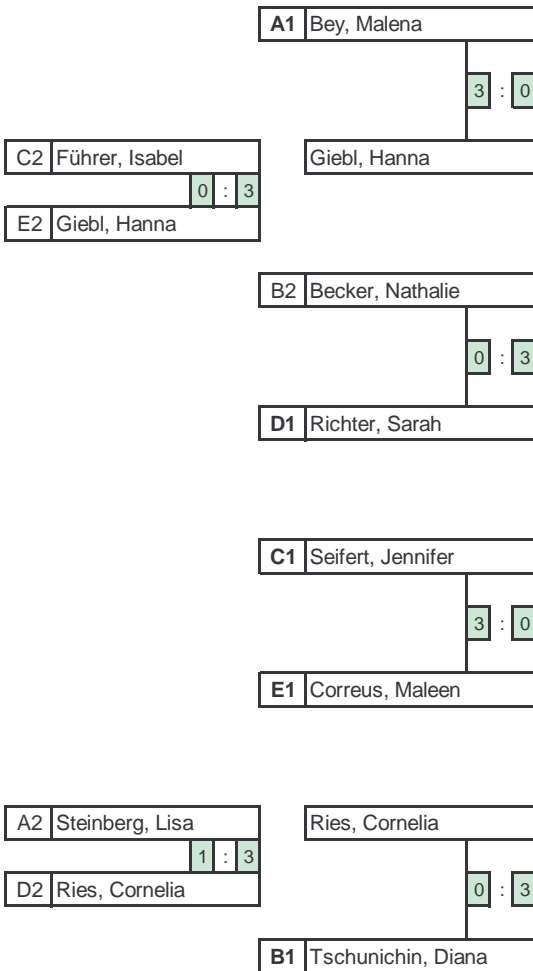 A1 Bey, Malena
3 : 0
C2 Führer, Isabel
Giebl, Hanna
0 : 3
E2 Giebl, Hanna
B2 Becker, Nathalie
0 : 3
D1 Richter, Sarah
C1 Seifert, Jennifer
3 : 0
E1 Correus, Maleen
A2 Steinberg, Lisa
Ries, Cornelia
1 : 3
D2 Ries, Cornelia
0 : 3
B1 Tschunichin, Diana